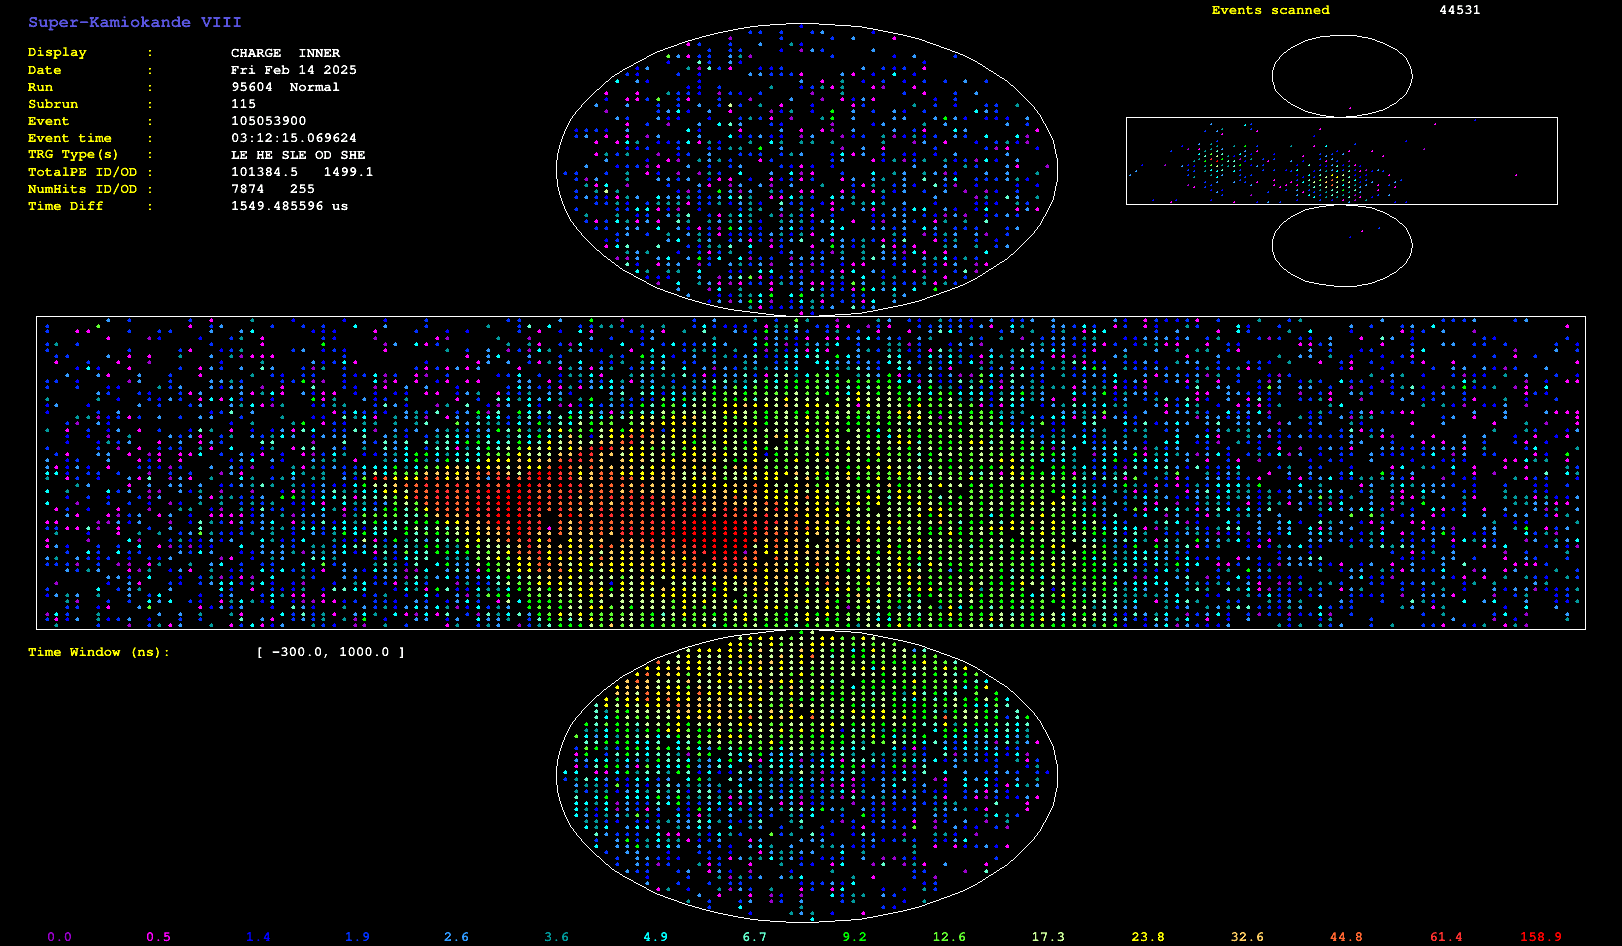 Super-Kamiokande VIII
Events scanned 44531
Display : CHARGE INNER
Date : Fri Feb 14 2025
Run : 95604 Normal
Subrun : 115
Event : 105053900
Event time : 03:12:15.069624
TRG Type(s) : LE HE SLE OD SHE
TotalPE ID/OD : 101384.5 1499.1
NumHits ID/OD : 7874 255
Time Diff : 1549.485596 us
Time Window (ns): [ -300.0, 1000.0 ]
0.0 0.5 1.4 1.9 2.6 3.6 4.9 6.7 9.2 12.6 17.3 23.8 32.6 44.8 61.4 158.9